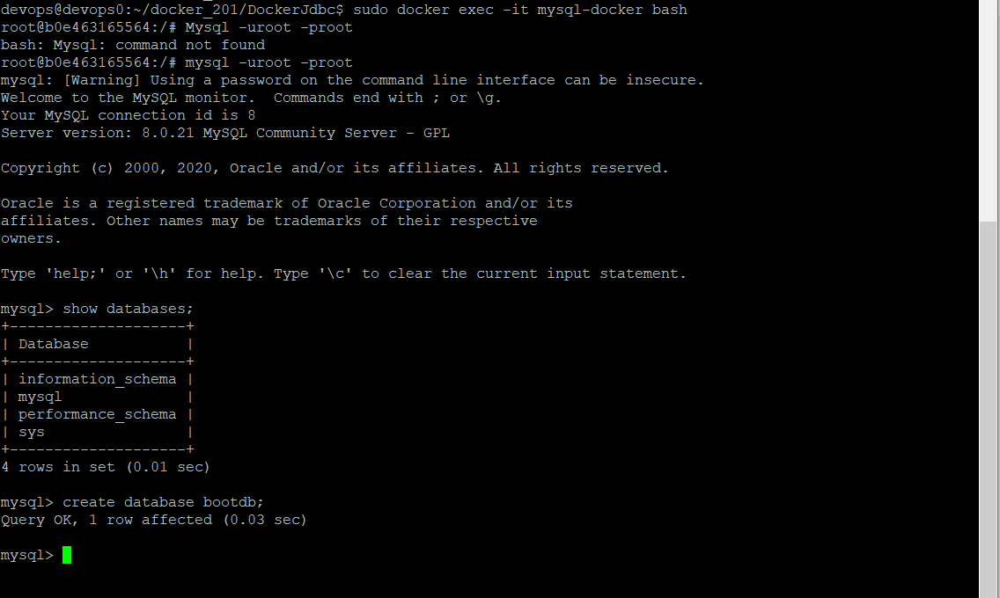 devops@devops0:~/docker_201/DockerJdbc$ sudo docker exec -it mysql-docker bash
root@b0e463165564:/# Mysql -uroot -proot
bash: Mysql: command not found
root@b0e463165564:/# mysql -uroot -proot
mysql: [Warning] Using a password on the command line interface can be insecure.
Welcome to the MySQL monitor.  Commands end with ; or \g.
Your MySQL connection id is 8
Server version: 8.0.21 MySQL Community Server - GPL

Copyright (c) 2000, 2020, Oracle and/or its affiliates. All rights reserved.

Oracle is a registered trademark of Oracle Corporation and/or its
affiliates. Other names may be trademarks of their respective
owners.

Type 'help;' or '\h' for help. Type '\c' to clear the current input statement.

mysql> show databases;
+--------------------+
| Database           |
+--------------------+
| information_schema |
| mysql              |
| performance_schema |
| sys                |
+--------------------+
4 rows in set (0.01 sec)

mysql> create database bootdb;
Query OK, 1 row affected (0.03 sec)

mysql>